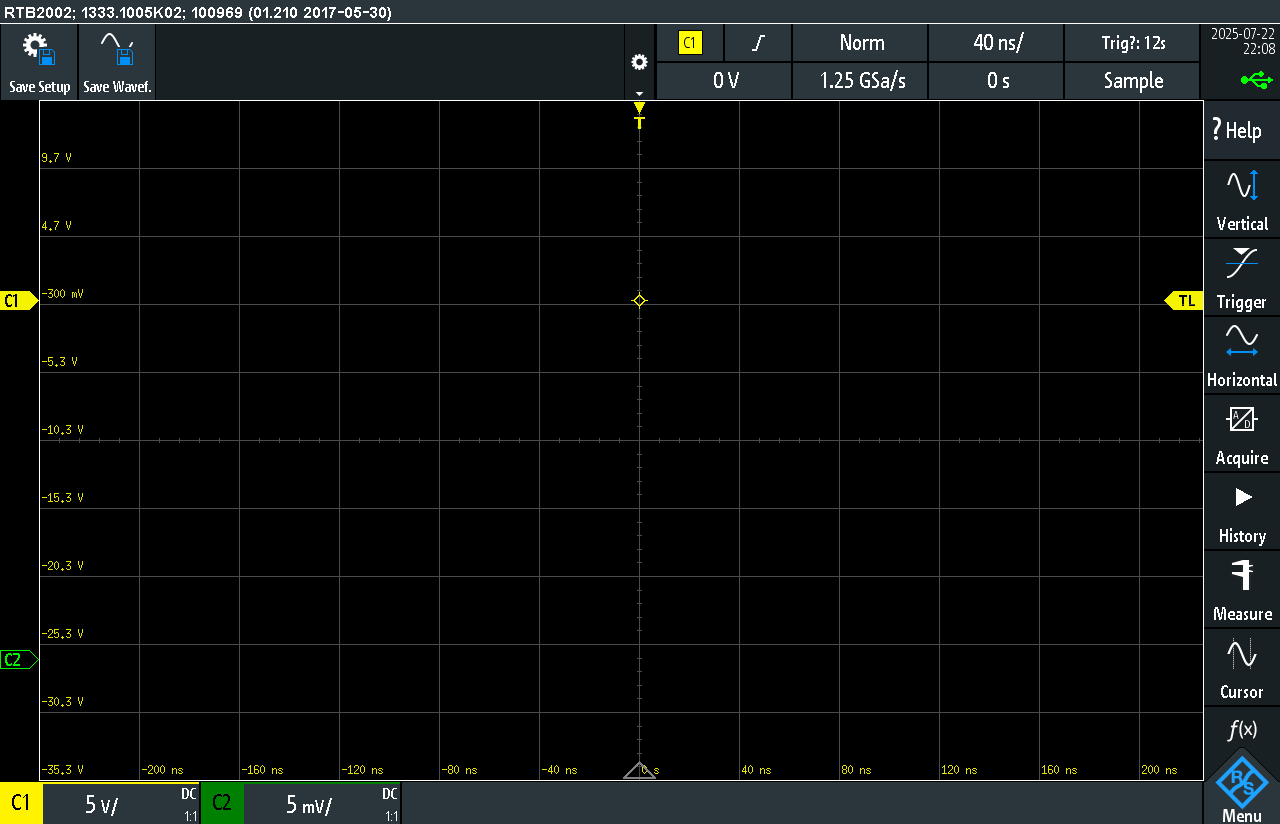 RTB2002; 1333.1005K02; 100969 (01.210 2017-05-30)
Save Setup
Save Wavef.
C1
Norm
40 ns/
Trig?: 12s
0 V
1.25 GSa/s
0 s
Sample
2025-07-22
22:08
T
9.7 V
4.7 V
C1
-300 mV
TL
-5.3 V
-10.3 V
-15.3 V
-20.3 V
-25.3 V
C2
-30.3 V
-35.3 V
-200 ns
-160 ns
-120 ns
-80 ns
-40 ns
0 s
40 ns
80 ns
120 ns
160 ns
200 ns
? Help
Vertical
Trigger
Horizontal
A/D
Acquire
History
Measure
Cursor
f(x)
R S
Menu
C1
5 V/
DC
1:1
C2
5 mV/
DC
1:1